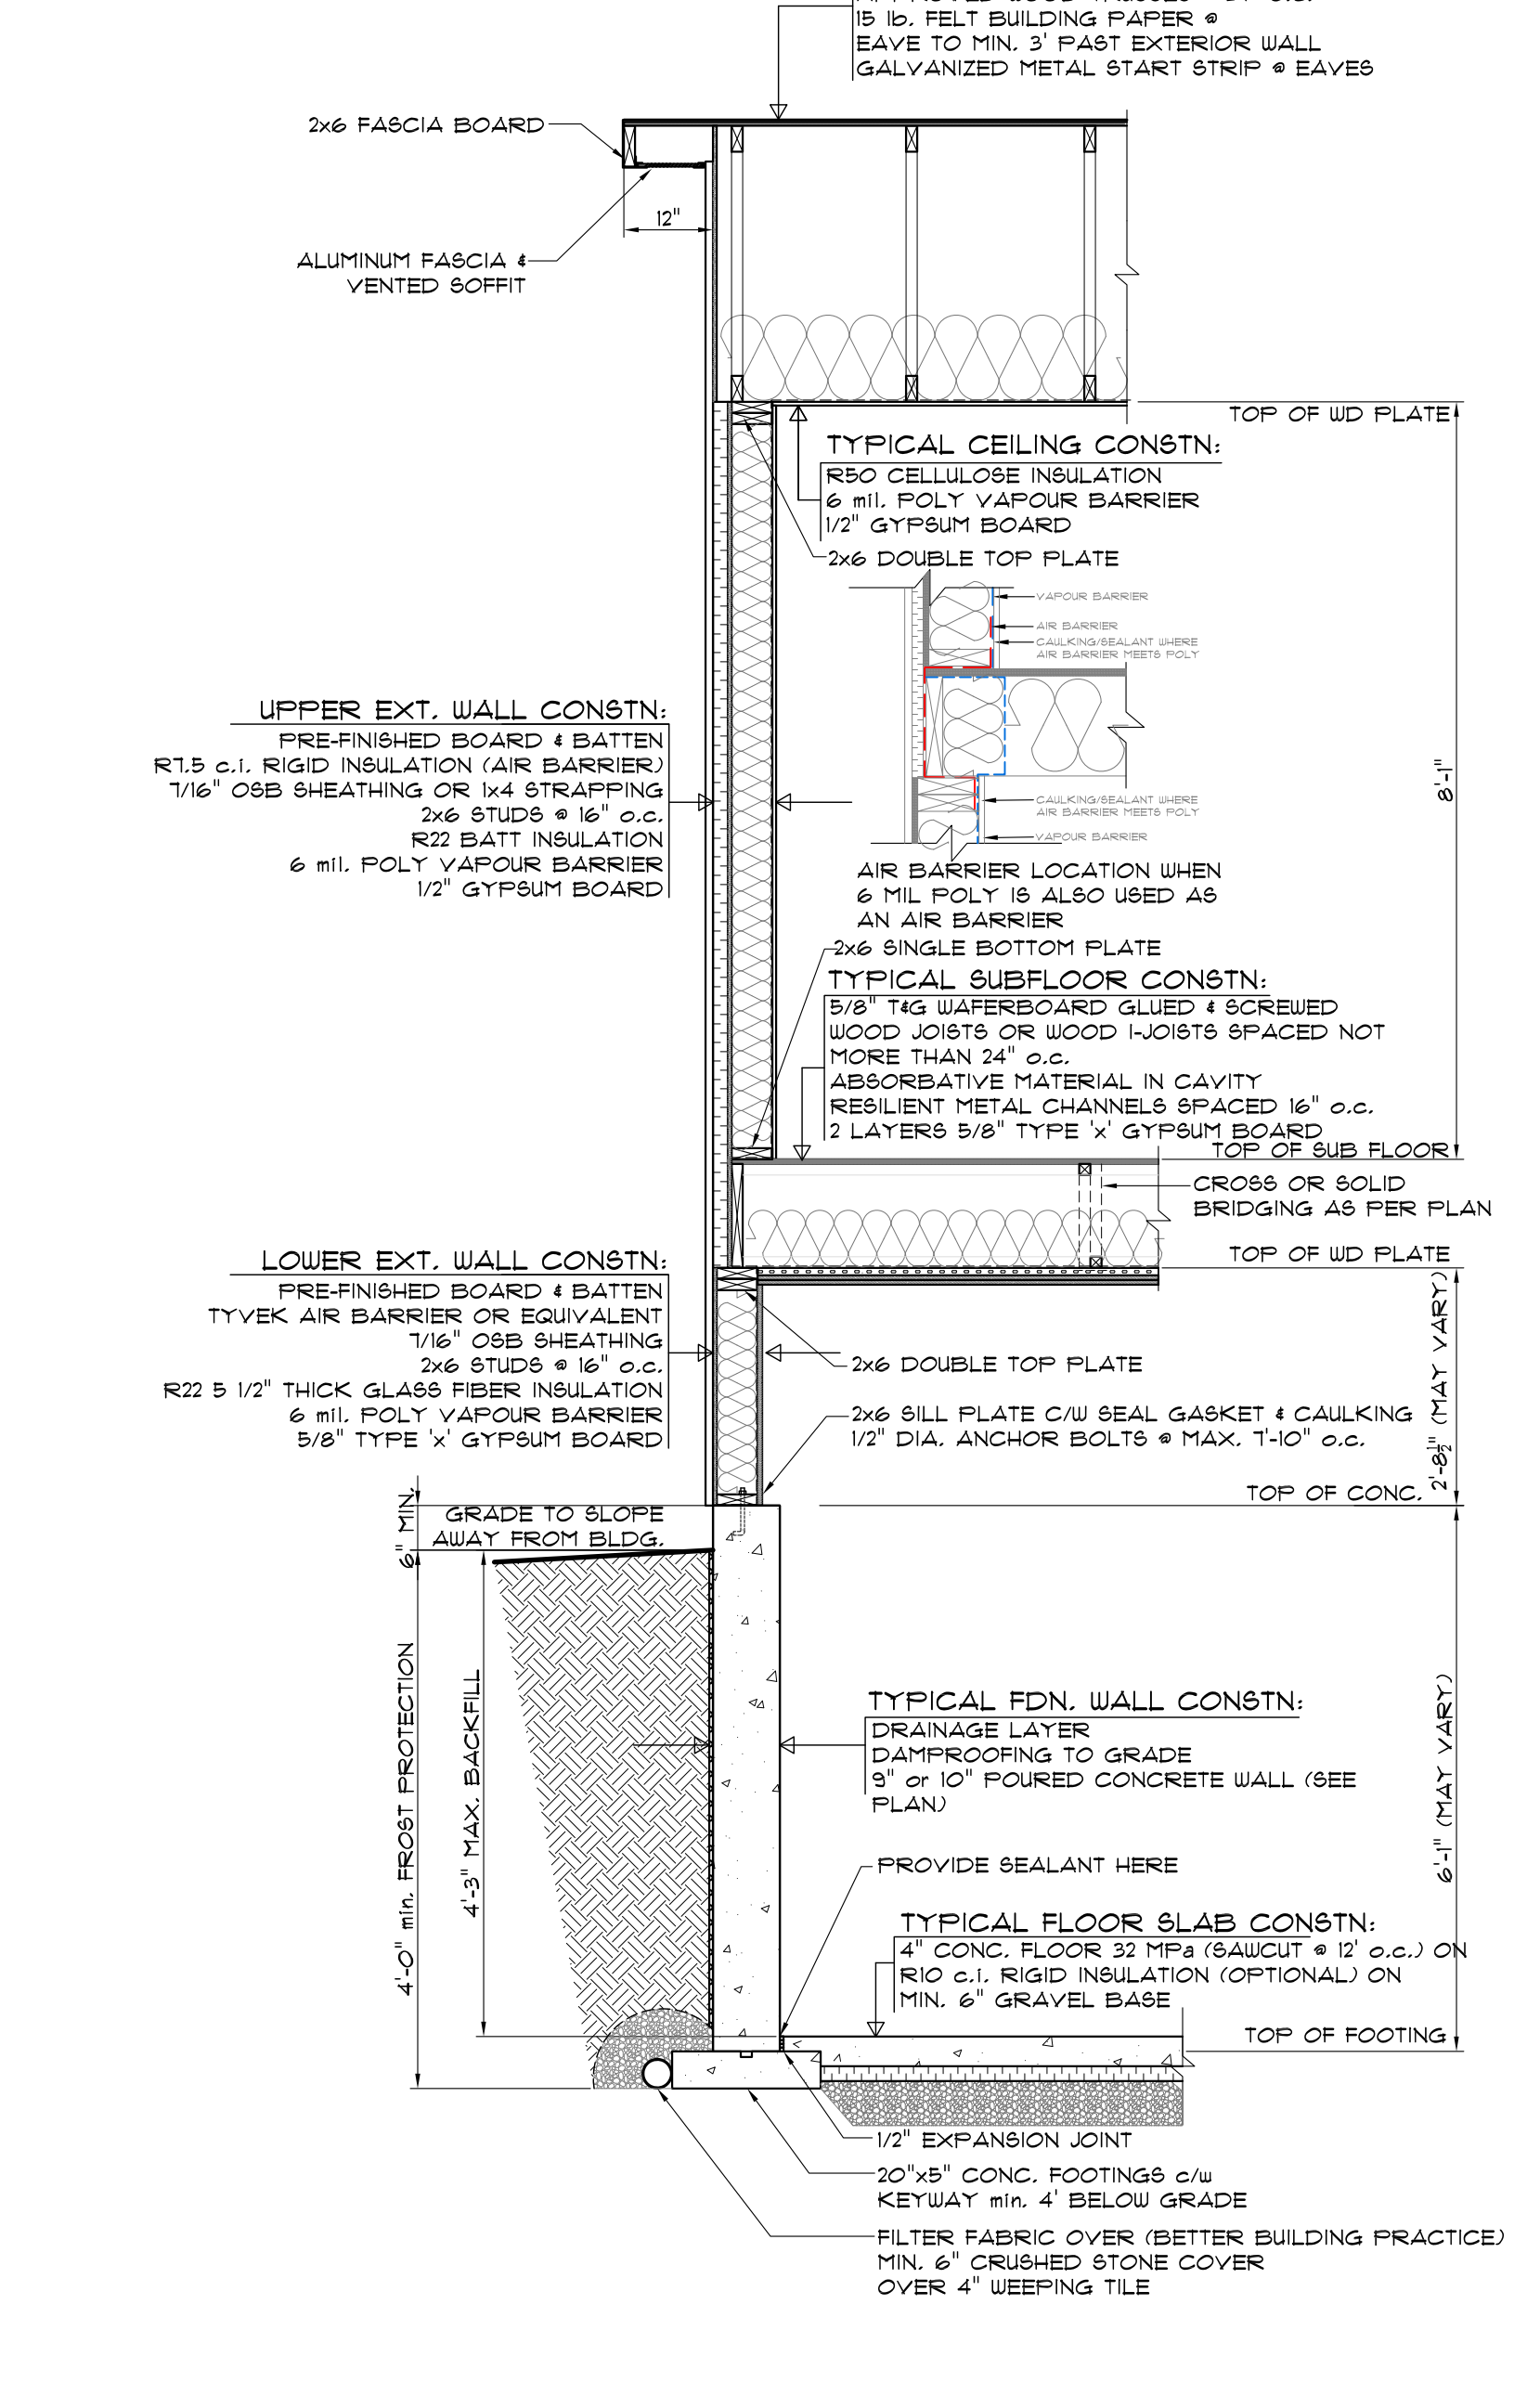 15 lb. FELT BUILDING PAPER @
EAVE TO MIN. 3' PAST EXTERIOR WALL
GALVANIZED METAL START STRIP @ EAVES
2x6 FASCIA BOARD
12"
ALUMINUM FASCIA &
VENTED SOFFIT
TOP OF WD PLATE
TYPICAL CEILING CONSTN:
R50 CELLULOSE INSULATION
6 mil. POLY VAPOUR BARRIER
1/2" GYPSUM BOARD
2x6 DOUBLE TOP PLATE
VAPOUR BARRIER
AIR BARRIER
CAULKING/SEALANT WHERE
AIR BARRIER MEETS POLY
UPPER EXT. WALL CONSTN:
PRE-FINISHED BOARD & BATTEN
R7.5 c.i. RIGID INSULATION (AIR BARRIER)
7/16" OSB SHEATHING OR 1x4 STRAPPING
2x6 STUDS @ 16" o.c.
R22 BATT INSULATION
6 mil. POLY VAPOUR BARRIER
1/2" GYPSUM BOARD
8'-1"
CAULKING/SEALANT WHERE
AIR BARRIER MEETS POLY
VAPOUR BARRIER
AIR BARRIER LOCATION WHEN
6 MIL POLY IS ALSO USED AS
AN AIR BARRIER
2x6 SINGLE BOTTOM PLATE
TYPICAL SUBFLOOR CONSTN:
5/8" T&G WAFERBOARD GLUED & SCREWED
WOOD JOISTS OR WOOD I-JOISTS SPACED NOT
MORE THAN 24" o.c.
ABSORBATIVE MATERIAL IN CAVITY
RESILIENT METAL CHANNELS SPACED 16" o.c.
2 LAYERS 5/8" TYPE 'x' GYPSUM BOARD
TOP OF SUB FLOOR
CROSS OR SOLID
BRIDGING AS PER PLAN
TOP OF WD PLATE
LOWER EXT. WALL CONSTN:
PRE-FINISHED BOARD & BATTEN
TYVEK AIR BARRIER OR EQUIVALENT
7/16" OSB SHEATHING
2x6 STUDS @ 16" o.c.
R22 5 1/2" THICK GLASS FIBER INSULATION
6 mil. POLY VAPOUR BARRIER
5/8" TYPE 'x' GYPSUM BOARD
2x6 DOUBLE TOP PLATE
2x6 SILL PLATE C/W SEAL GASKET & CAULKING
1/2" DIA. ANCHOR BOLTS @ MAX. 7'-10" o.c.
2'-8½" (MAY VARY)
TOP OF CONC.
6" MIN.
GRADE TO SLOPE
AWAY FROM BLDG.
4'-0" min. FROST PROTECTION
4'-3" MAX. BACKFILL
TYPICAL FDN. WALL CONSTN:
DRAINAGE LAYER
DAMPROOFING TO GRADE
9" or 10" POURED CONCRETE WALL (SEE
PLAN)
6'-1" (MAY VARY)
PROVIDE SEALANT HERE
TYPICAL FLOOR SLAB CONSTN:
4" CONC. FLOOR 32 MPa (SAWCUT @ 12' o.c.) ON
R10 c.i. RIGID INSULATION (OPTIONAL) ON
MIN. 6" GRAVEL BASE
TOP OF FOOTING
1/2" EXPANSION JOINT
20"x5" CONC. FOOTINGS c/w
KEYWAY min. 4' BELOW GRADE
FILTER FABRIC OVER (BETTER BUILDING PRACTICE)
MIN. 6" CRUSHED STONE COVER
OVER 4" WEEPING TILE